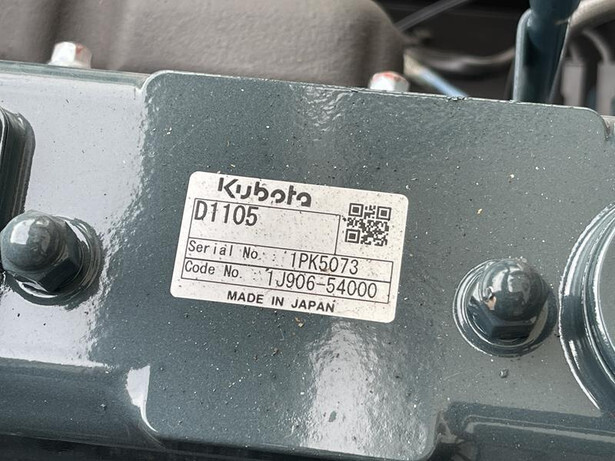 Kubota
D1105
Serial No. 1PK5073
Code No. 1J906-54000
MADE IN JAPAN